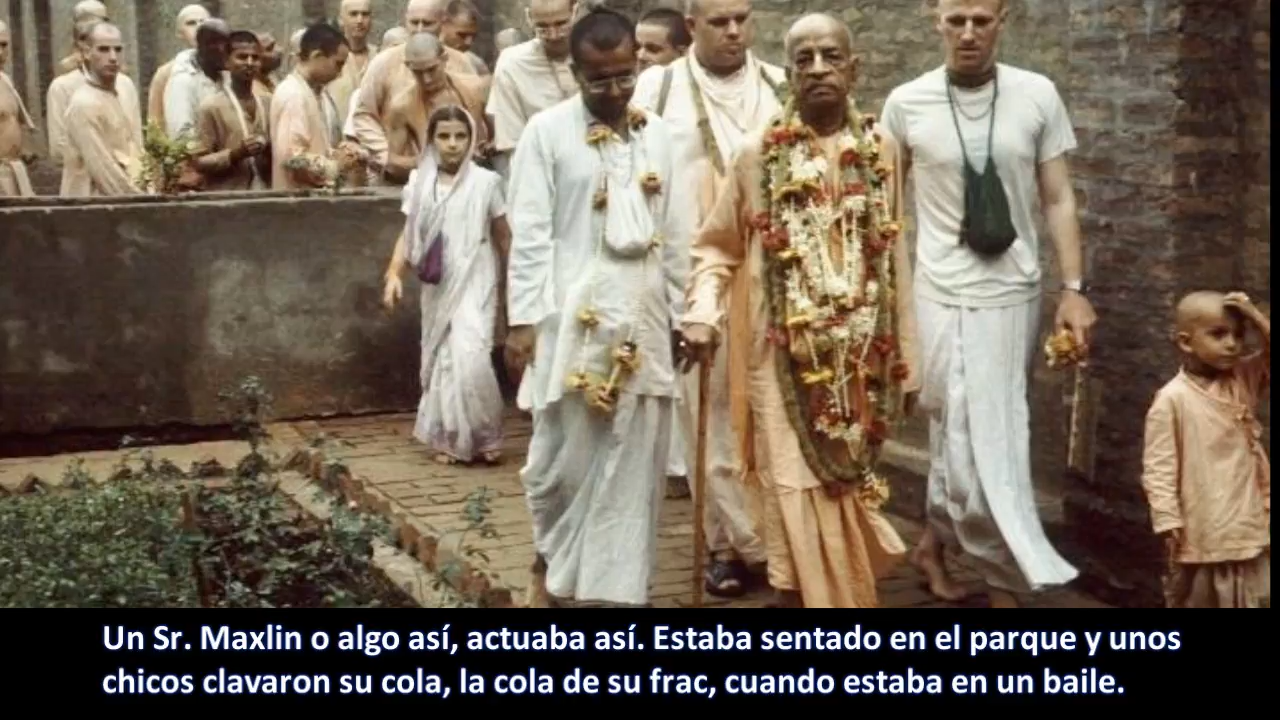 Un Sr. Maxlin o algo así, actuaba así. Estaba sentado en el parque y unos
chicos clavaron su cola, la cola de su frac, cuando estaba en un baile.